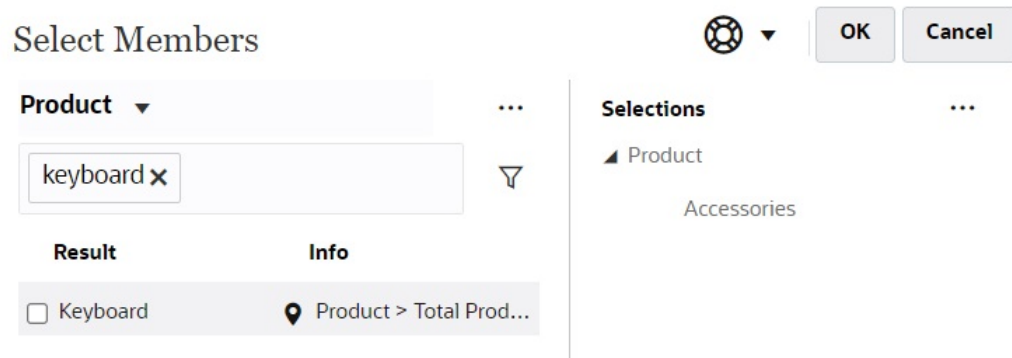 Select Members
OK
Cancel
Product
...
keyboard
Result
Info
Keyboard
Product > Total Prod...
Selections
...
Product
Accessories